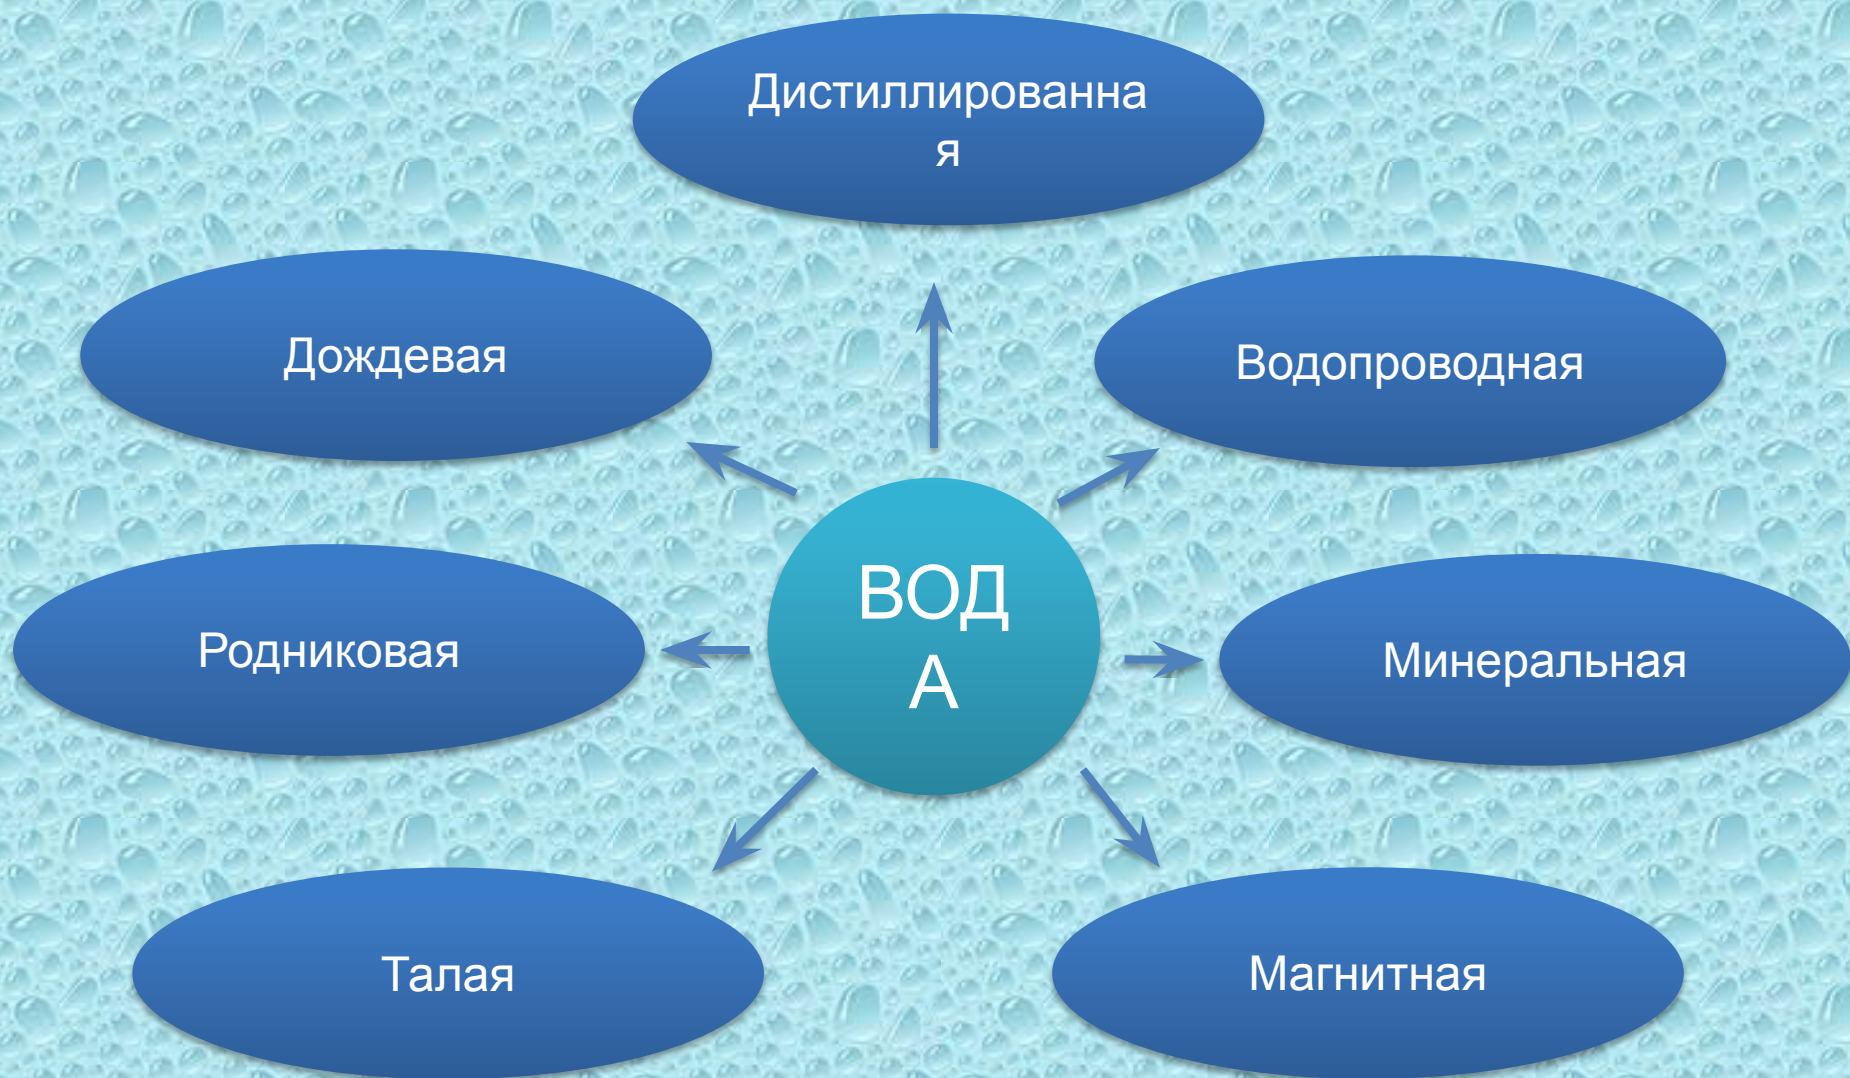 Дистиллированна
я
Дождевая
Водопроводная
ВОД
А
Родниковая
Минеральная
Талая
Магнитная